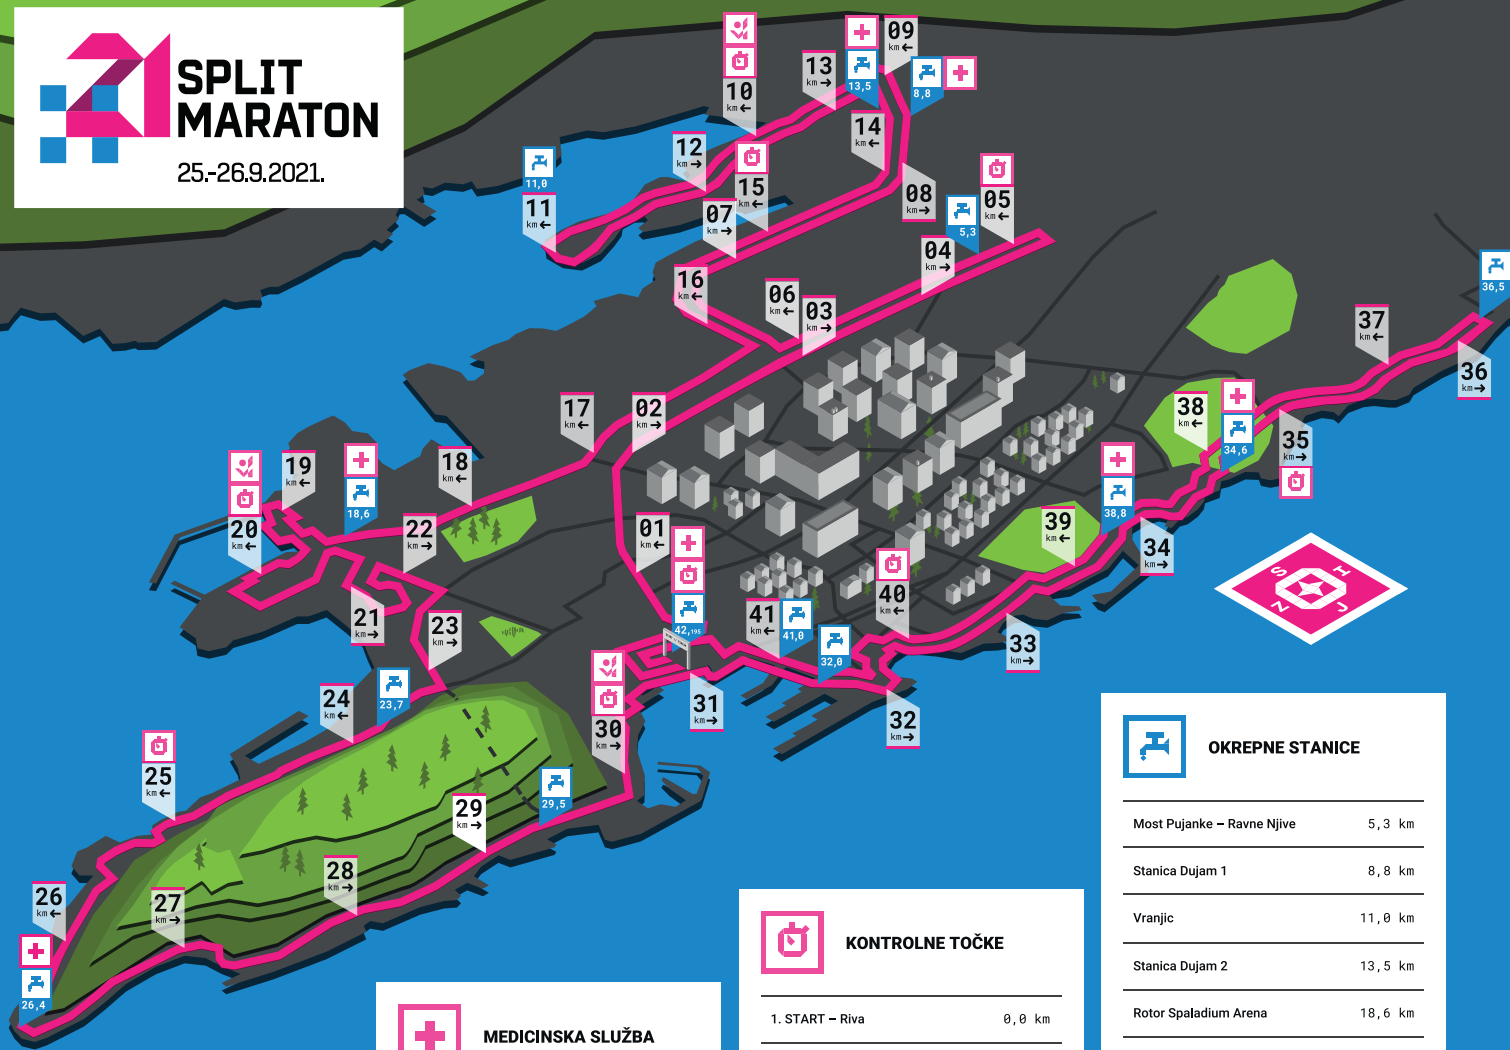 SPLIT
MARATON
25.-26.9.2021.
09
km←
13
km→
13,5
8,8
10
km←
14
km←
12
km→
11,0
11
km←
15
km←
07
km→
08
km→
05
km←
5,3
04
km→
16
km←
06
km←
03
km→
36,5
37
km←
36
km→
17
km←
02
km→
38
km←
34,6
35
km→
19
km←
18
km←
18,6
20
km←
22
km→
01
km←
39
km←
38,8
34
km→
S H
N J
21
km→
23
km→
42,195
41
km←
41,0
40
km←
32,0
33
km→
24
km←
23,7
31
km→
32
km→
30
km→
25
km←
29
km→
29,5
28
km→
26
km←
27
km→
26,4
MEDICINSKA SLUŽBA
KONTROLNE TOČKE
1. START – Riva 0,0 km
OKREPNE STANICE
Most Pujanke – Ravne Njive 5,3 km
Stanica Dujam 1 8,8 km
Vranjic 11,0 km
Stanica Dujam 2 13,5 km
Rotor Spaladium Arena 18,6 km